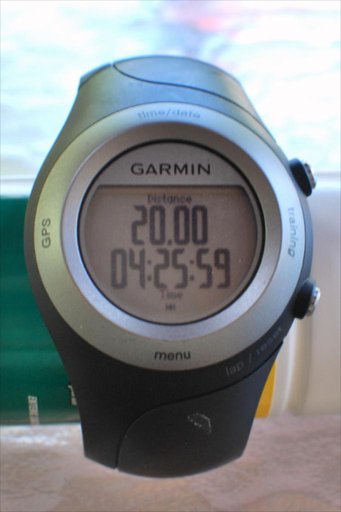 time/date
GARMIN
Distance
20.00
04:25:59
Time
GPS
training
menu
lap / reset